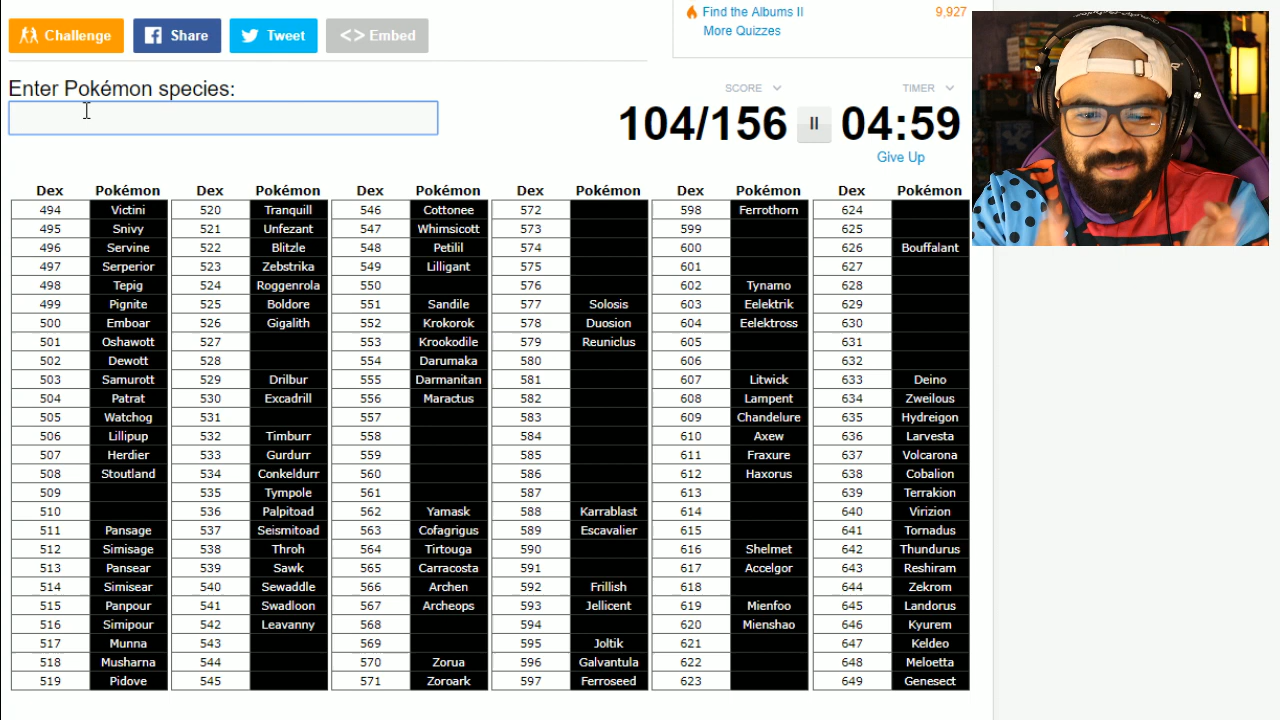 Challenge Share Tweet <> Embed
Find the Albums II 9,927
More Quizzes
Enter Pokémon species:
SCORE TIMER
104/156 04:59
Give Up
Dex Pokémon Dex Pokémon Dex Pokémon Dex Pokémon Dex Pokémon Dex Pokémon
494 Victini 520 Tranquill 546 Cottonee 572 598 Ferrothorn 624
495 Snivy 521 Unfezant 547 Whimsicott 573 599 625
496 Servine 522 Blitzle 548 Petilil 574 600 626 Bouffalant
497 Serperior 523 Zebstrika 549 Lilligant 575 601 627
498 Tepig 524 Roggenrola 550 576 602 Tynamo 628
499 Pignite 525 Boldore 551 Sandile 577 Solosis 603 Eelektrik 629
500 Emboar 526 Gigalith 552 Krokorok 578 Duosion 604 Eelektross 630
501 Oshawott 527 553 Krookodile 579 Reuniclus 605 631
502 Dewott 528 554 Darumaka 580 606 632
503 Samurott 529 Drilbur 555 Darmanitan 581 607 Litwick 633 Deino
504 Patrat 530 Excadrill 556 Maractus 582 608 Lampent 634 Zweilous
505 Watchog 531 557 583 609 Chandelure 635 Hydreigon
506 Lillipup 532 Timburr 558 584 610 Axew 636 Larvesta
507 Herdier 533 Gurdurr 559 585 611 Fraxure 637 Volcarona
508 Stoutland 534 Conkeldurr 560 586 612 Haxorus 638 Cobalion
509 535 Tympole 561 587 613 639 Terrakion
510 536 Palpitoad 562 Yamask 588 Karrablast 614 640 Virizion
511 Pansage 537 Seismitoad 563 Cofagrigus 589 Escavalier 615 641 Tornadus
512 Simisage 538 Throh 564 Tirtouga 590 616 Shelmet 642 Thundurus
513 Pansear 539 Sawk 565 Carracosta 591 617 Accelgor 643 Reshiram
514 Simisear 540 Sewaddle 566 Archen 592 Frillish 618 644 Zekrom
515 Panpour 541 Swadloon 567 Archeops 593 Jellicent 619 Mienfoo 645 Landorus
516 Simipour 542 Leavanny 568 594 620 Mienshao 646 Kyurem
517 Munna 543 569 595 Joltik 621 647 Keldeo
518 Musharna 544 570 Zorua 596 Galvantula 622 648 Meloetta
519 Pidove 545 571 Zoroark 597 Ferroseed 623 649 Genesect